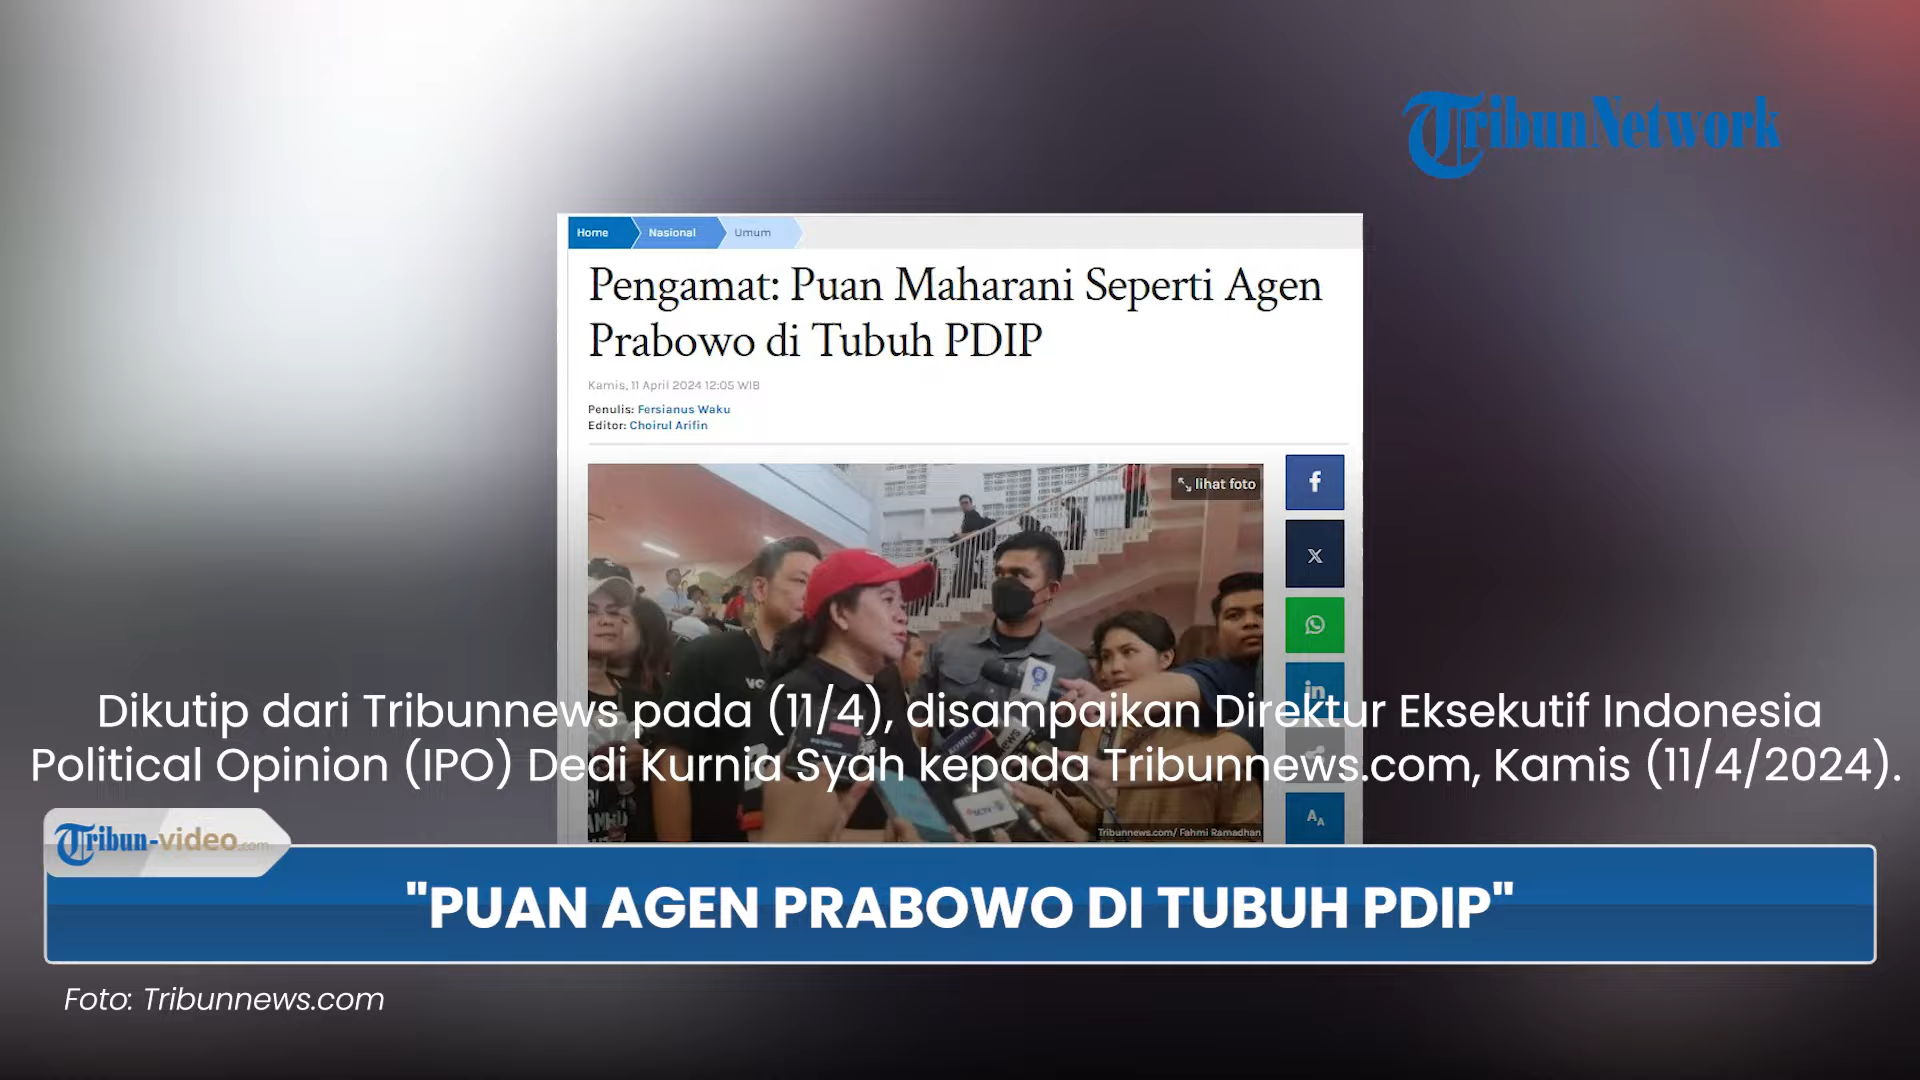 TribunNetwork
Home
Nasional
Umum
Pengamat: Puan Maharani Seperti Agen
Prabowo di Tubuh PDIP
Kamis, 11 April 2024 12:05 WIB
Penulis: Fersianus Waku
Editor: Choirul Arifin
lihat foto
Dikutip dari Tribunnews pada (11/4), disampaikan Direktur Eksekutif Indonesia
Political Opinion (IPO) Dedi Kurnia Syah kepada Tribunnews.com, Kamis (11/4/2024).
Tribunnews.com/ Fahmi Ramadhan
Tribun-video.com
"PUAN AGEN PRABOWO DI TUBUH PDIP"
Foto: Tribunnews.com